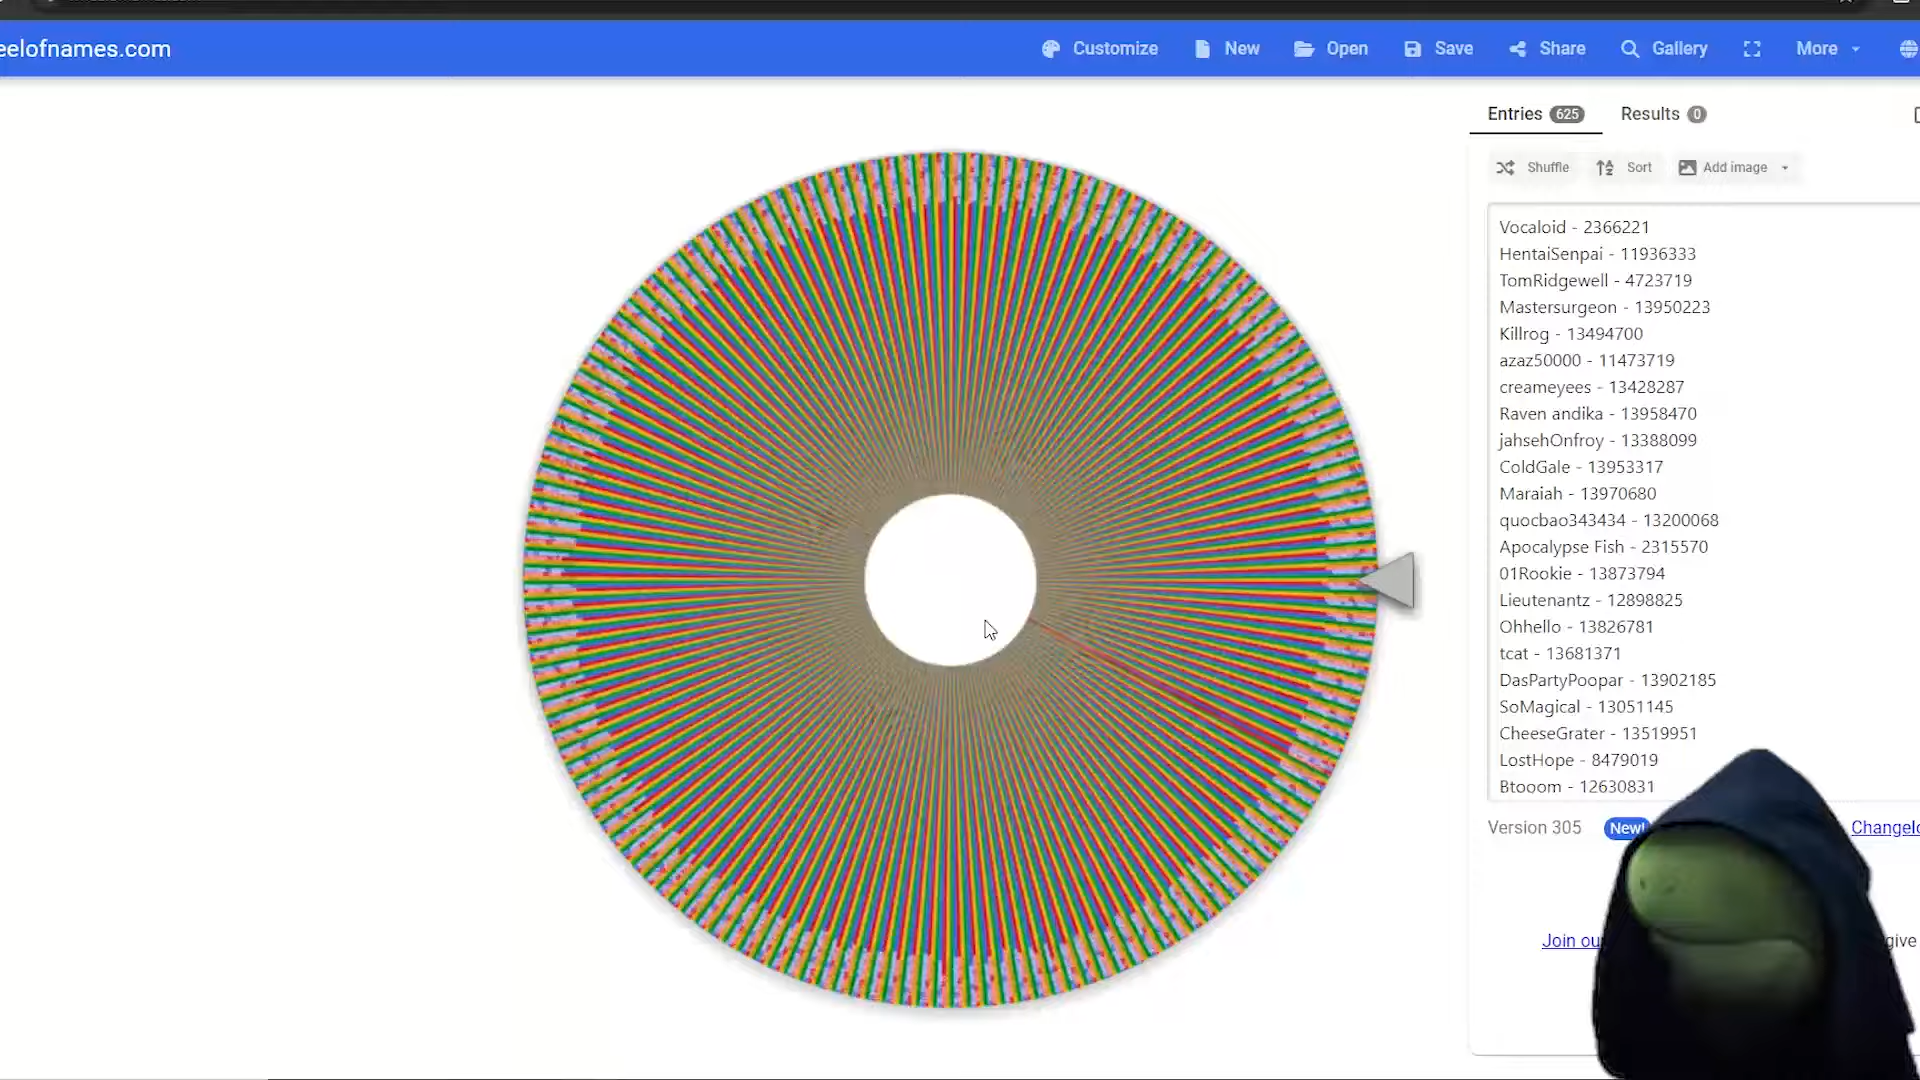 eelofnames.com
Customize
New
Open
Save
Share
Gallery
More
Entries 625
Results 0
Shuffle
Sort
Add image
Vocaloid - 2366221
HentaiSenpai - 11936333
TomRidgewell - 4723719
Mastersurgeon - 13950223
Killrog - 13494700
azaz50000 - 11473719
creameyees - 13428287
Raven andika - 13958470
jahsehOnfroy - 13388099
ColdGale - 13953317
Maraiah - 13970680
quocbao343434 - 13200068
Apocalypse Fish - 2315570
01Rookie - 13873794
Lieutenantz - 12898825
Ohhello - 13826781
tcat - 13681371
DasPartyPoopar - 13902185
SoMagical - 13051145
CheeseGrater - 13519951
LostHope - 8479019
Btooom - 12630831
Version 305
New!
Changelo
Join ou
give